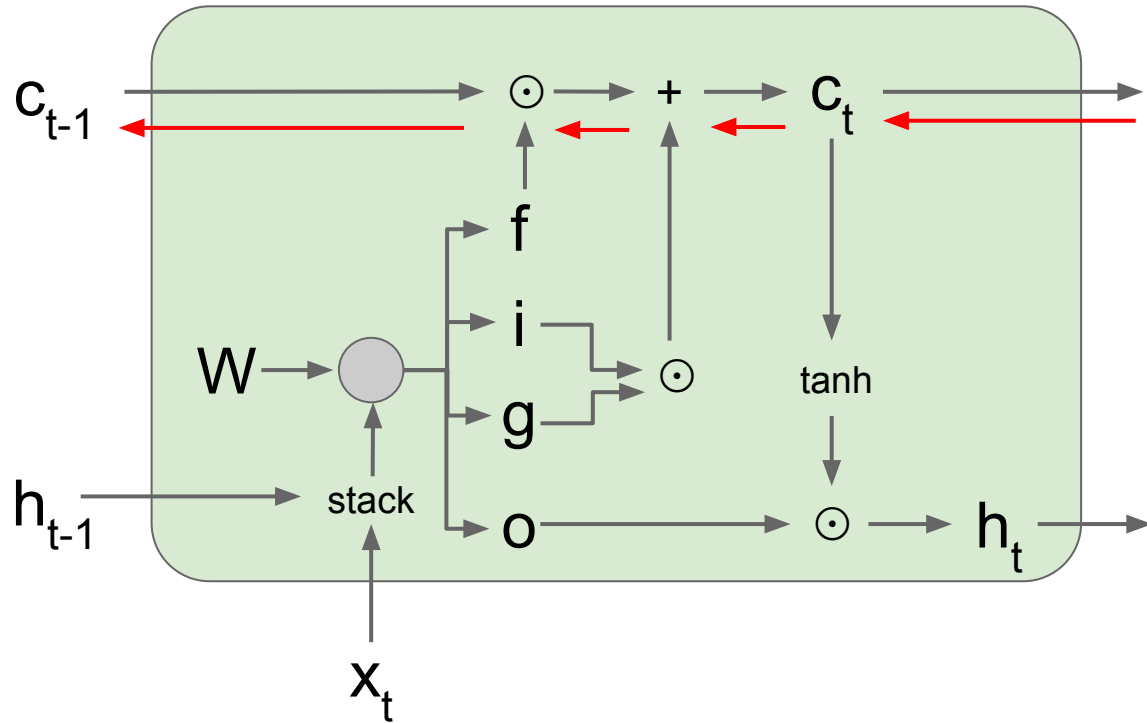 c_t-1 ⊙ + c_t
f
i
W ⊙ tanh
g
h_t-1 stack
o ⊙ h_t
x_t